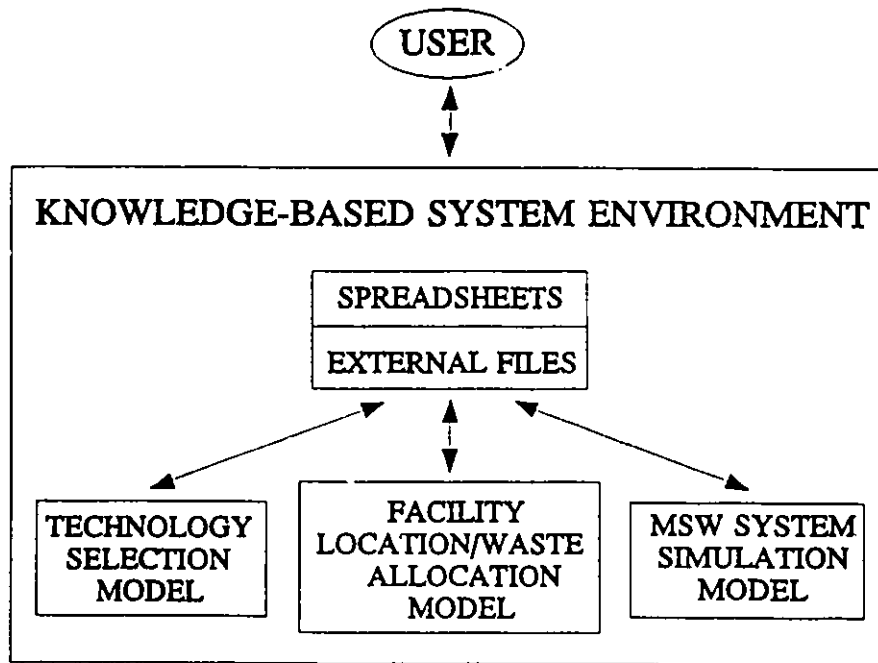 USER
KNOWLEDGE-BASED SYSTEM ENVIRONMENT
SPREADSHEETS
EXTERNAL FILES
TECHNOLOGY
SELECTION
MODEL
FACILITY
LOCATION/WASTE
ALLOCATION
MODEL
MSW SYSTEM
SIMULATION
MODEL